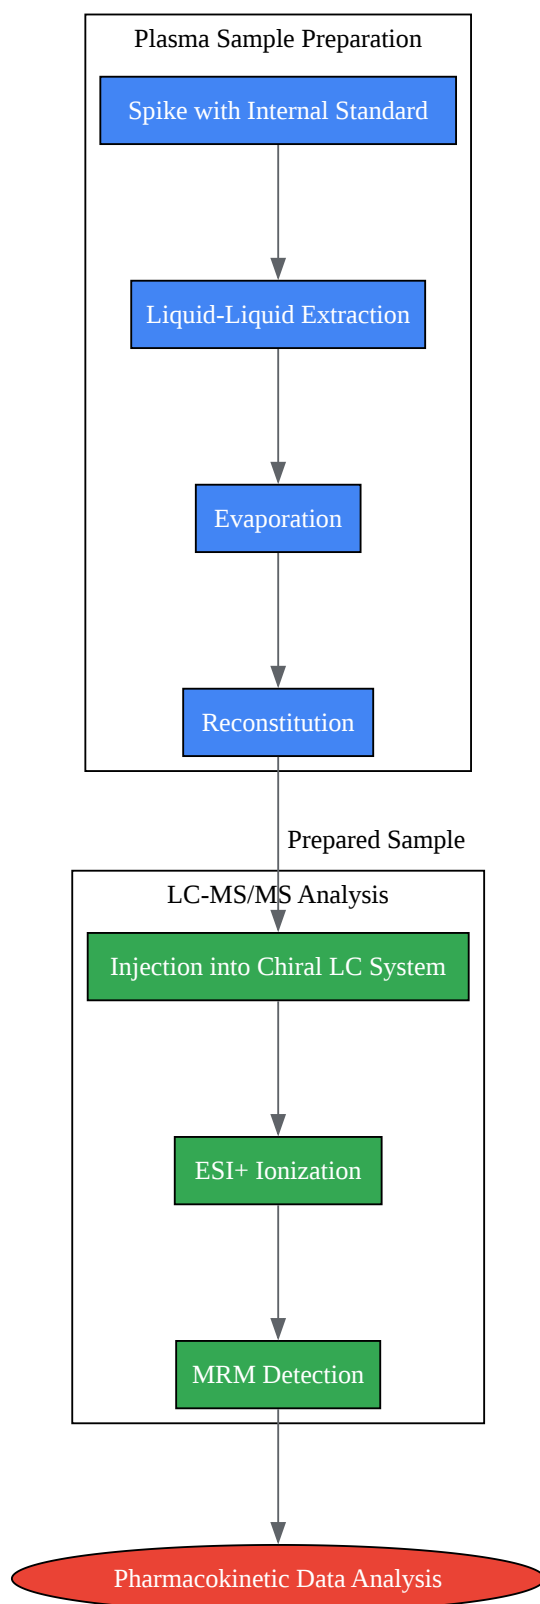 Plasma Sample Preparation
Spike with Internal Standard
Liquid-Liquid Extraction
Evaporation
Reconstitution
Prepared Sample
LC-MS/MS Analysis
Injection into Chiral LC System
ESI+ Ionization
MRM Detection
Pharmacokinetic Data Analysis